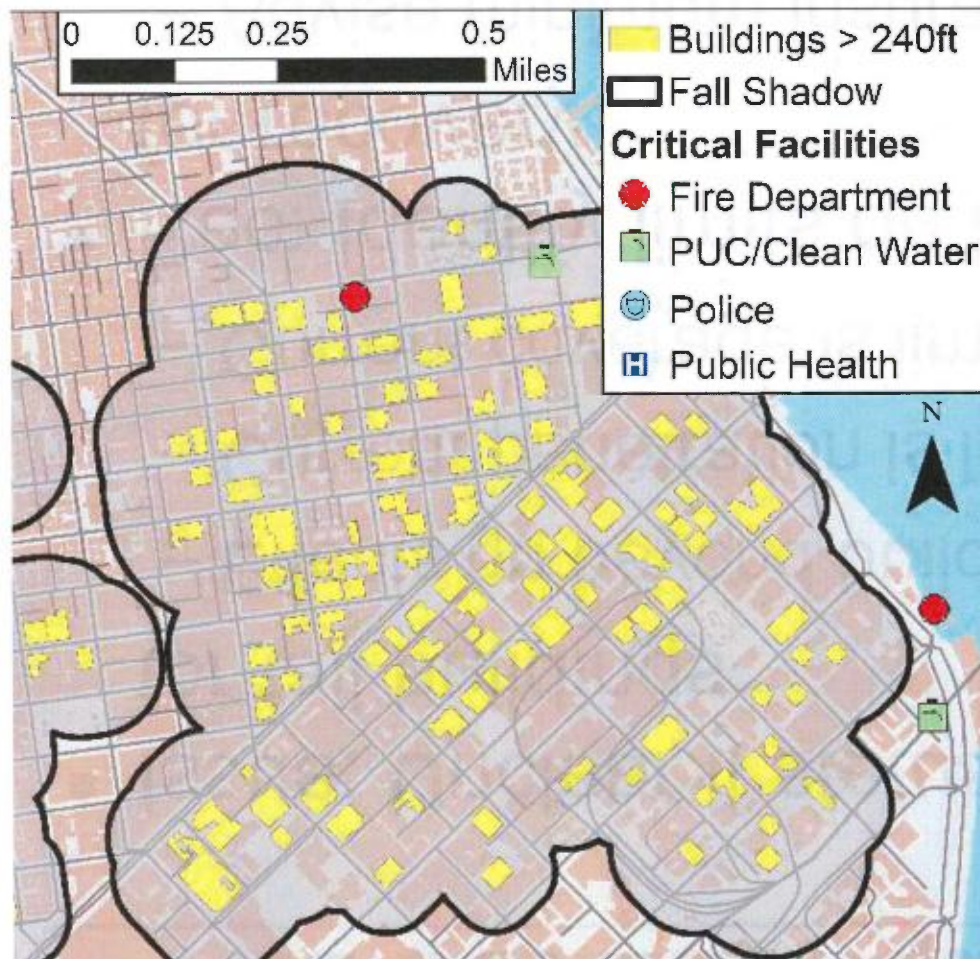 0 0.125 0.25 0.5
Miles
Buildings > 240ft
Fall Shadow
Critical Facilities
Fire Department
PUC/Clean Water
Police
H Public Health
N